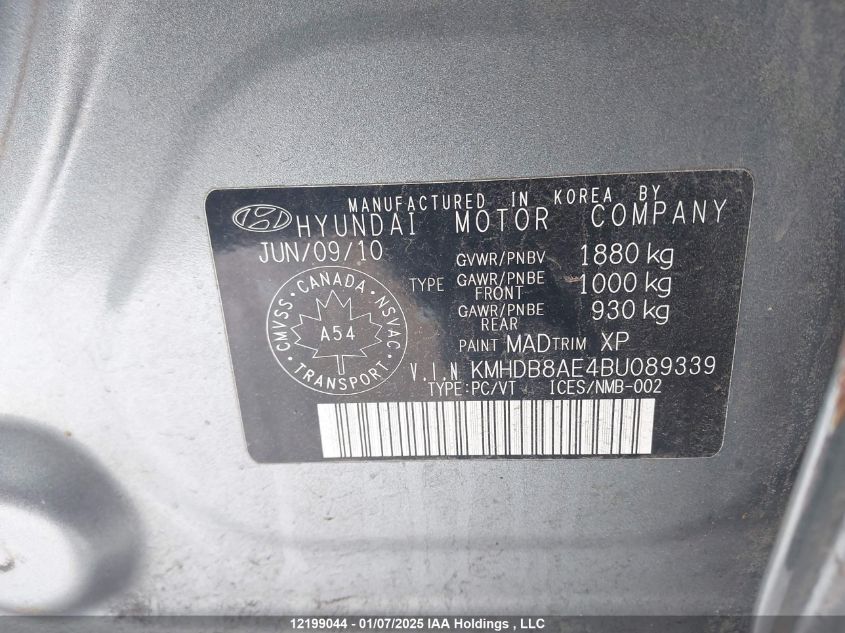 MANUFACTURED IN KOREA BY
HYUNDAI MOTOR COMPANY
JUN/09/10
GVWR/PNBV 1880 kg
TYPE GAWR/PNBE FRONT 1000 kg
GAWR/PNBE REAR 930 kg
CMVSS · CANADA · NSVAC
A54
TRANSPORT
PAINT MAD TRIM XP
V.I.N KMHDB8AE4BU089339
TYPE:PC/VT ICES/NMB-002
12199044 - 01/07/2025 IAA Holdings , LLC